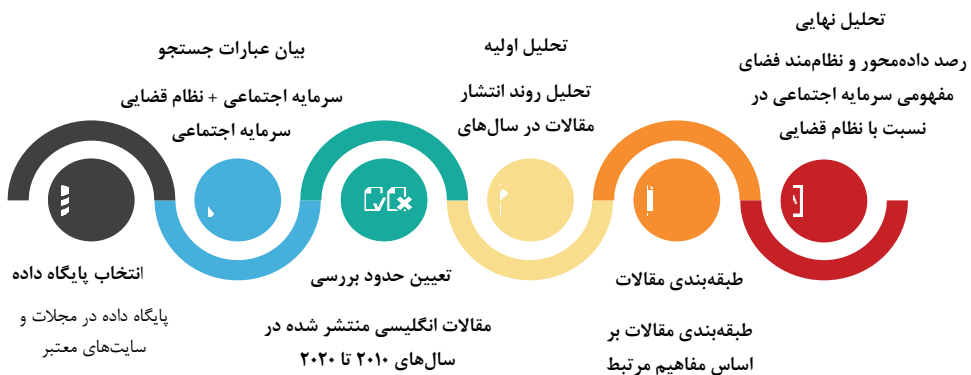 انتخاب پایگاه داده
پایگاه داده در مجلات و
سایت‌های معتبر
بیان عبارات جستجو
سرمایه اجتماعی + نظام قضایی
سرمایه اجتماعی
تعیین حدود بررسی
مقالات انگلیسی منتشر شده در
سال‌های ۲۰۱۰ تا ۲۰۲۰
تحلیل اولیه
تحلیل روند انتشار
مقالات در سال‌های
طبقه‌بندی مقالات
طبقه‌بندی مقالات بر
اساس مفاهیم مرتبط
تحلیل نهایی
رصد داده‌محور و نظام‌مند فضای
مفهومی سرمایه اجتماعی در
نسبت با نظام قضایی